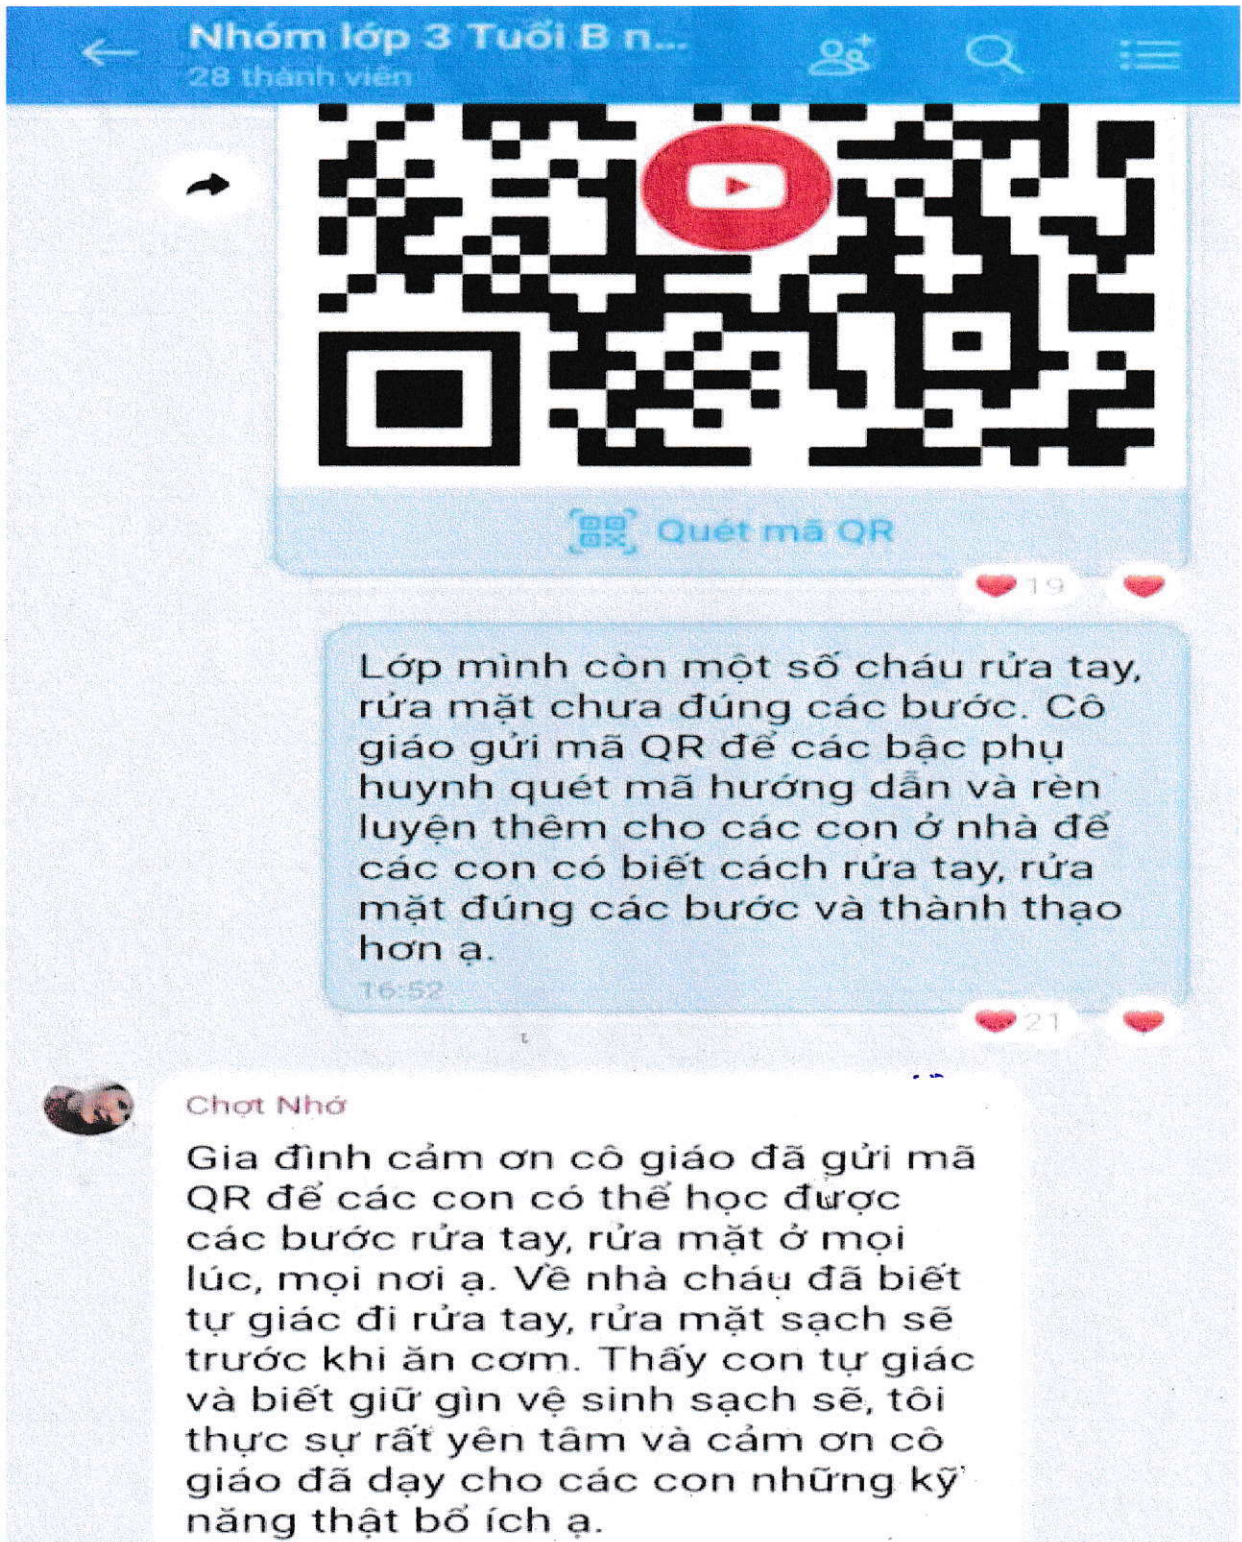 Nhóm lớp 3 Tuổi B n...
28 thành viên
Quét mã QR
19
Lớp mình còn một số cháu rửa tay,
rửa mặt chưa đúng các bước. Cô
giáo gửi mã QR để các bậc phụ
huynh quét mã hướng dẫn và rèn
luyện thêm cho các con ở nhà để
các con có biết cách rửa tay, rửa
mặt đúng các bước và thành thạo
hơn ạ.
16:52
21
Chợt Nhớ
Gia đình cảm ơn cô giáo đã gửi mã
QR để các con có thể học được
các bước rửa tay, rửa mặt ở mọi
lúc, mọi nơi ạ. Về nhà cháu đã biết
tự giác đi rửa tay, rửa mặt sạch sẽ
trước khi ăn cơm. Thấy con tự giác
và biết giữ gìn vệ sinh sạch sẽ, tôi
thực sự rất yên tâm và cảm ơn cô
giáo đã dạy cho các con những kỹ
năng thật bổ ích ạ.